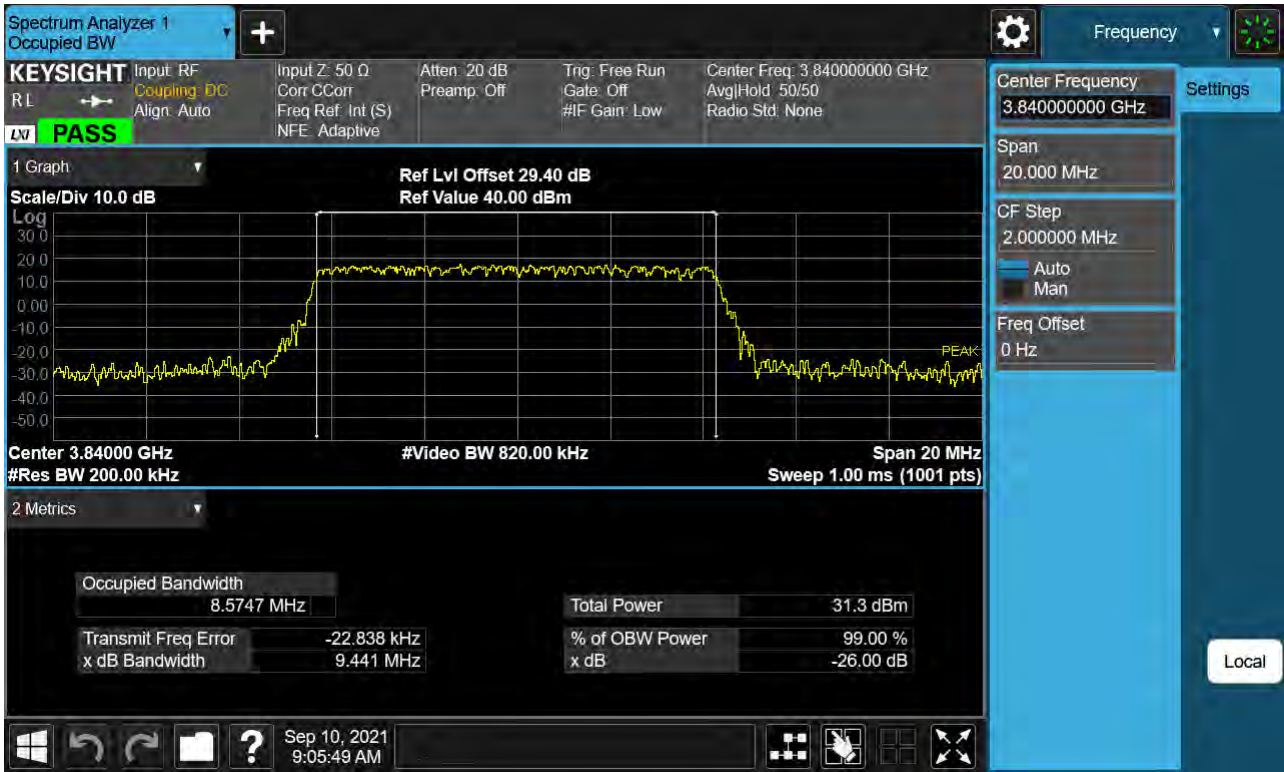 Spectrum Analyzer 1
Occupied BW
+
Frequency
KEYSIGHT
RL
LXI
PASS
Input: RF
Coupling: DC
Align: Auto
Input Z: 50 Ω
Corr CCorr
Freq Ref: Int (S)
NFE: Adaptive
Atten: 20 dB
Preamp: Off
Trig: Free Run
Gate: Off
#IF Gain: Low
Center Freq: 3.840000000 GHz
Avg|Hold: 50/50
Radio Std: None
Center Frequency
3.840000000 GHz
Settings
Span
20.000 MHz
CF Step
2.000000 MHz
Auto
Man
Freq Offset
0 Hz
Local
1 Graph
Scale/Div 10.0 dB
Ref Lvl Offset 29.40 dB
Ref Value 40.00 dBm
Log
30.0
20.0
10.0
0.00
-10.0
-20.0
-30.0
-40.0
-50.0
PEAK
Center 3.84000 GHz
#Video BW 820.00 kHz
Span 20 MHz
#Res BW 200.00 kHz
Sweep 1.00 ms (1001 pts)
2 Metrics
Occupied Bandwidth
8.5747 MHz
Transmit Freq Error -22.838 kHz
x dB Bandwidth 9.441 MHz
Total Power 31.3 dBm
% of OBW Power 99.00 %
x dB -26.00 dB
?
Sep 10, 2021
9:05:49 AM